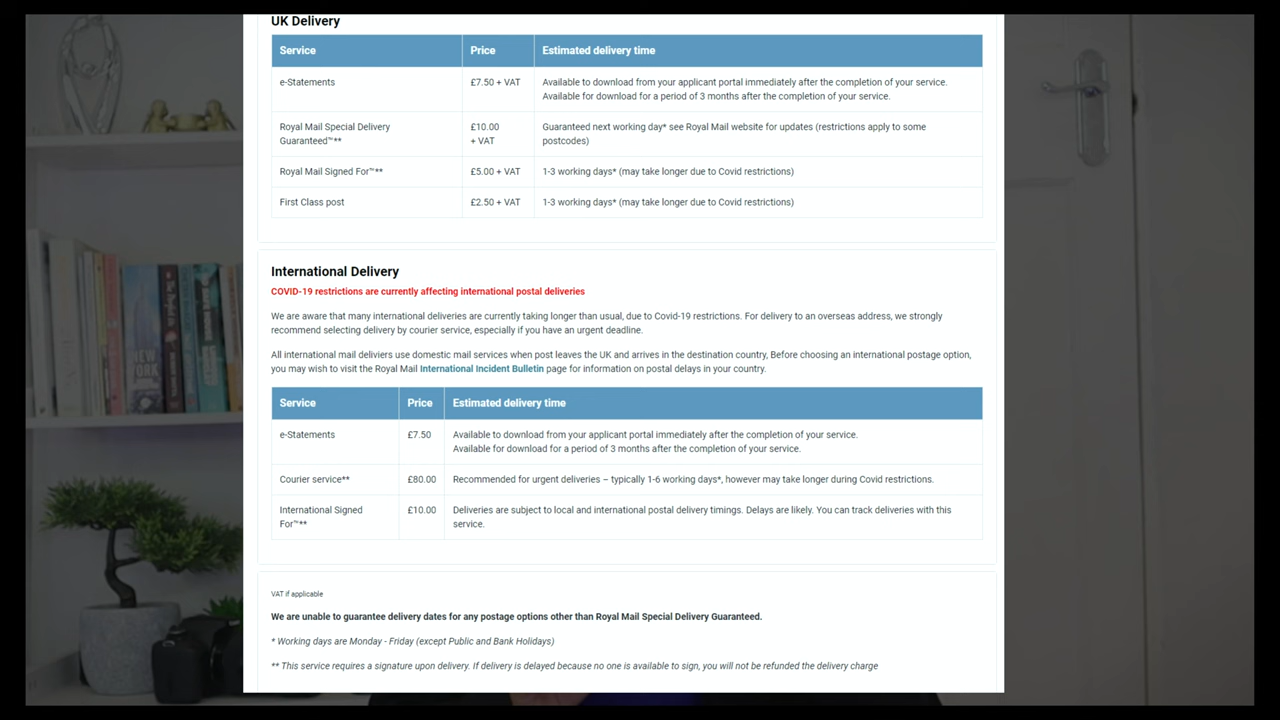 UK Delivery
Service Price Estimated delivery time
e-Statements £7.50 + VAT Available to download from your applicant portal immediately after the completion of your service.
Available for download for a period of 3 months after the completion of your service.
Royal Mail Special Delivery £10.00 Guaranteed next working day* see Royal Mail website for updates (restrictions apply to some
Guaranteed™** + VAT postcodes)
Royal Mail Signed For™** £5.00 + VAT 1-3 working days* (may take longer due to Covid restrictions)
First Class post £2.50 + VAT 1-3 working days* (may take longer due to Covid restrictions)
International Delivery
COVID-19 restrictions are currently affecting international postal deliveries
We are aware that many international deliveries are currently taking longer than usual, due to Covid-19 restrictions. For delivery to an overseas address, we strongly
recommend selecting delivery by courier service, especially if you have an urgent deadline.
All international mail deliviers use domestic mail services when post leaves the UK and arrives in the destination country, Before choosing an international postage option,
you may wish to visit the Royal Mail International Incident Bulletin page for information on postal delays in your country.
Service Price Estimated delivery time
e-Statements £7.50 Available to download from your applicant portal immediately after the completion of your service.
Available for download for a period of 3 months after the completion of your service.
Courier service** £80.00 Recommended for urgent deliveries – typically 1-6 working days*, however may take longer during Covid restrictions.
International Signed £10.00 Deliveries are subject to local and international postal delivery timings. Delays are likely. You can track deliveries with this
For™** service.
VAT if applicable
We are unable to guarantee delivery dates for any postage options other than Royal Mail Special Delivery Guaranteed.
* Working days are Monday - Friday (except Public and Bank Holidays)
** This service requires a signature upon delivery. If delivery is delayed because no one is available to sign, you will not be refunded the delivery charge
NEW
YORK